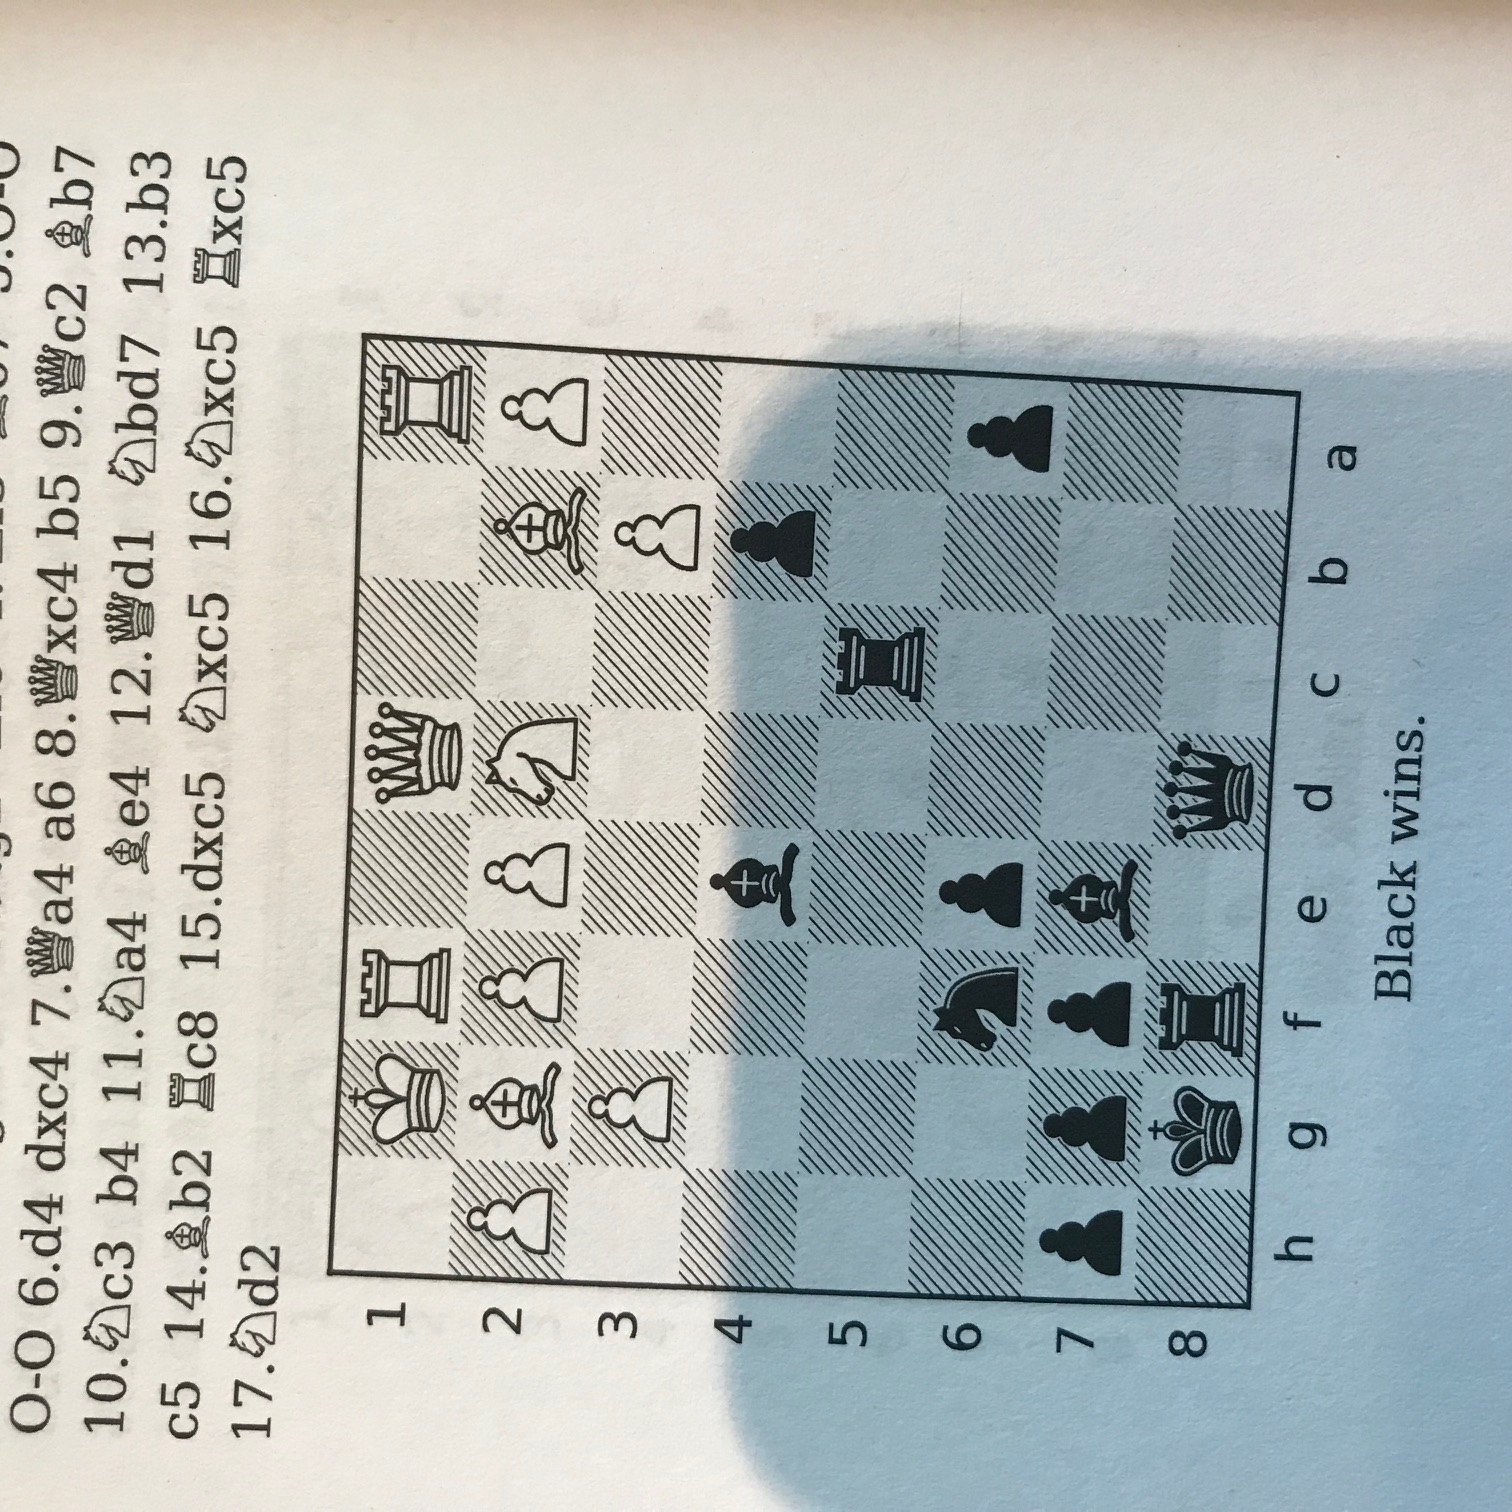 O-O 6.d4 dxc4 7.♕a4 a6 8.♕xc4 b5 9.♕c2 ♗b7
10.♘c3 b4 11.♘a4 ♗e4 12.♕d1 ♘bd7 13.b3
c5 14.♗b2 ♖c8 15.dxc5 ♘xc5 16.♘xc5 ♖xc5
17.♘d2
1
2
3
4
5
6
7
8
h g f e d c b a
Black wins.